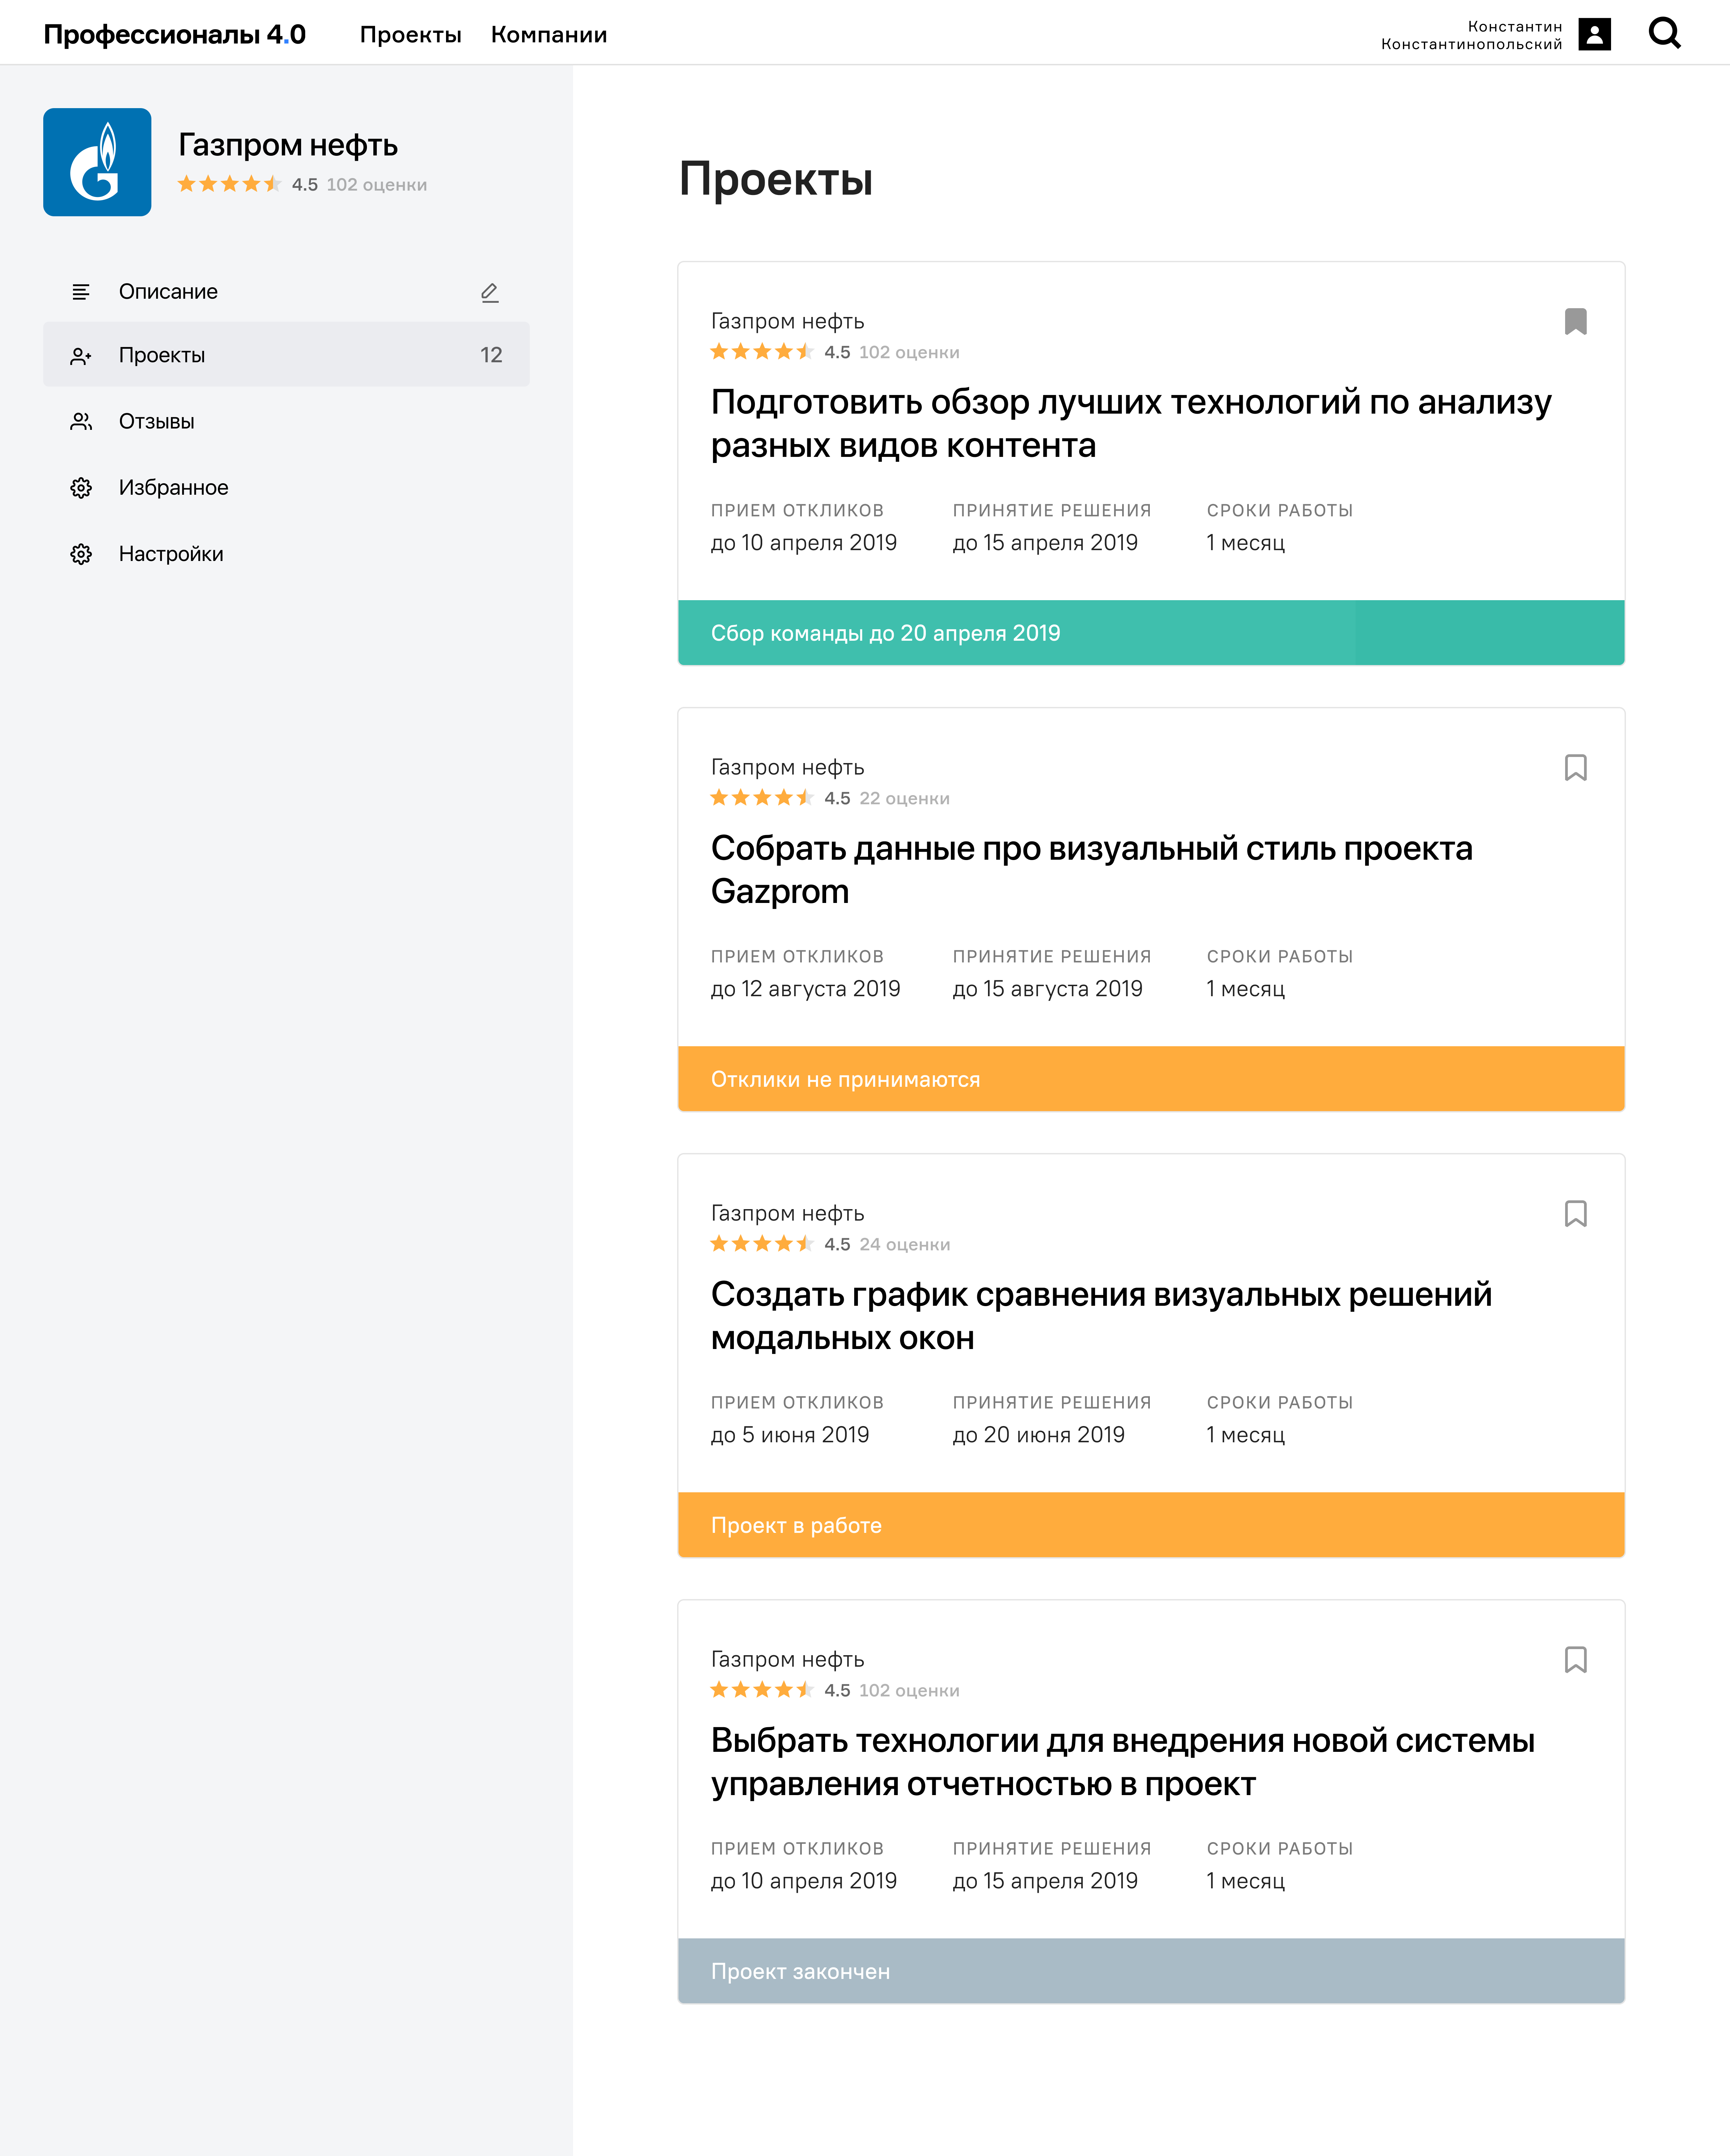 Профессионалы 4.0
Проекты
Компании
Константин
Константинопольский
Газпром нефть
4.5 102 оценки
Описание
Проекты 12
Отзывы
Избранное
Настройки
Проекты
Газпром нефть
4.5 102 оценки
Подготовить обзор лучших технологий по анализу
разных видов контента
ПРИЕМ ОТКЛИКОВ ПРИНЯТИЕ РЕШЕНИЯ СРОКИ РАБОТЫ
до 10 апреля 2019 до 15 апреля 2019 1 месяц
Сбор команды до 20 апреля 2019
Газпром нефть
4.5 22 оценки
Собрать данные про визуальный стиль проекта
Gazprom
ПРИЕМ ОТКЛИКОВ ПРИНЯТИЕ РЕШЕНИЯ СРОКИ РАБОТЫ
до 12 августа 2019 до 15 августа 2019 1 месяц
Отклики не принимаются
Газпром нефть
4.5 24 оценки
Создать график сравнения визуальных решений
модальных окон
ПРИЕМ ОТКЛИКОВ ПРИНЯТИЕ РЕШЕНИЯ СРОКИ РАБОТЫ
до 5 июня 2019 до 20 июня 2019 1 месяц
Проект в работе
Газпром нефть
4.5 102 оценки
Выбрать технологии для внедрения новой системы
управления отчетностью в проект
ПРИЕМ ОТКЛИКОВ ПРИНЯТИЕ РЕШЕНИЯ СРОКИ РАБОТЫ
до 10 апреля 2019 до 15 апреля 2019 1 месяц
Проект закончен